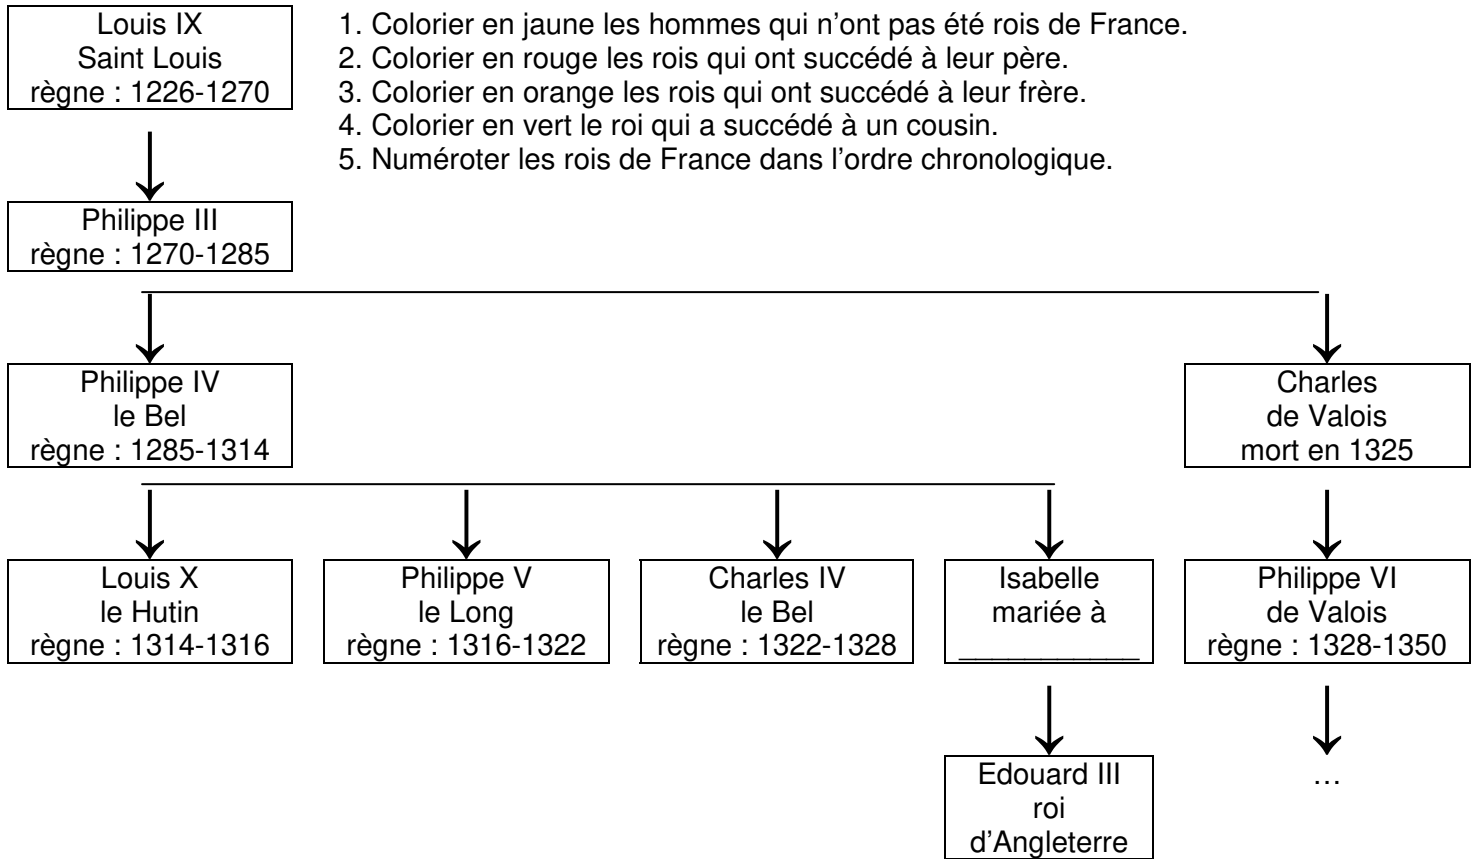 Louis IX
Saint Louis
règne : 1226-1270
1. Colorier en jaune les hommes qui n'ont pas été rois de France.
2. Colorier en rouge les rois qui ont succédé à leur père.
3. Colorier en orange les rois qui ont succédé à leur frère.
4. Colorier en vert le roi qui a succédé à un cousin.
5. Numéroter les rois de France dans l'ordre chronologique.
Philippe III
règne : 1270-1285
Philippe IV
le Bel
règne : 1285-1314
Charles
de Valois
mort en 1325
Louis X
le Hutin
règne : 1314-1316
Philippe V
le Long
règne : 1316-1322
Charles IV
le Bel
règne : 1322-1328
Isabelle
mariée à
____________
Philippe VI
de Valois
règne : 1328-1350
Edouard III
roi
d'Angleterre
…